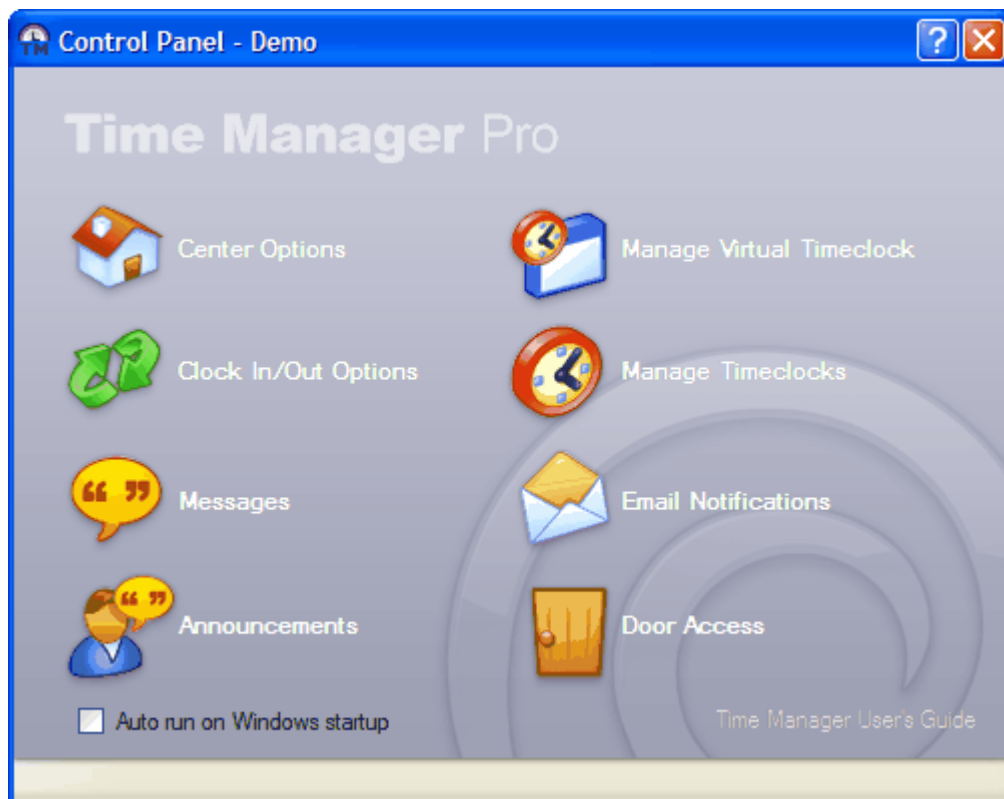 Control Panel - Demo
Time Manager Pro
Center Options
Manage Virtual Timeclock
Clock In/Out Options
Manage Timeclocks
Messages
Email Notifications
Announcements
Door Access
Auto run on Windows startup
Time Manager User's Guide